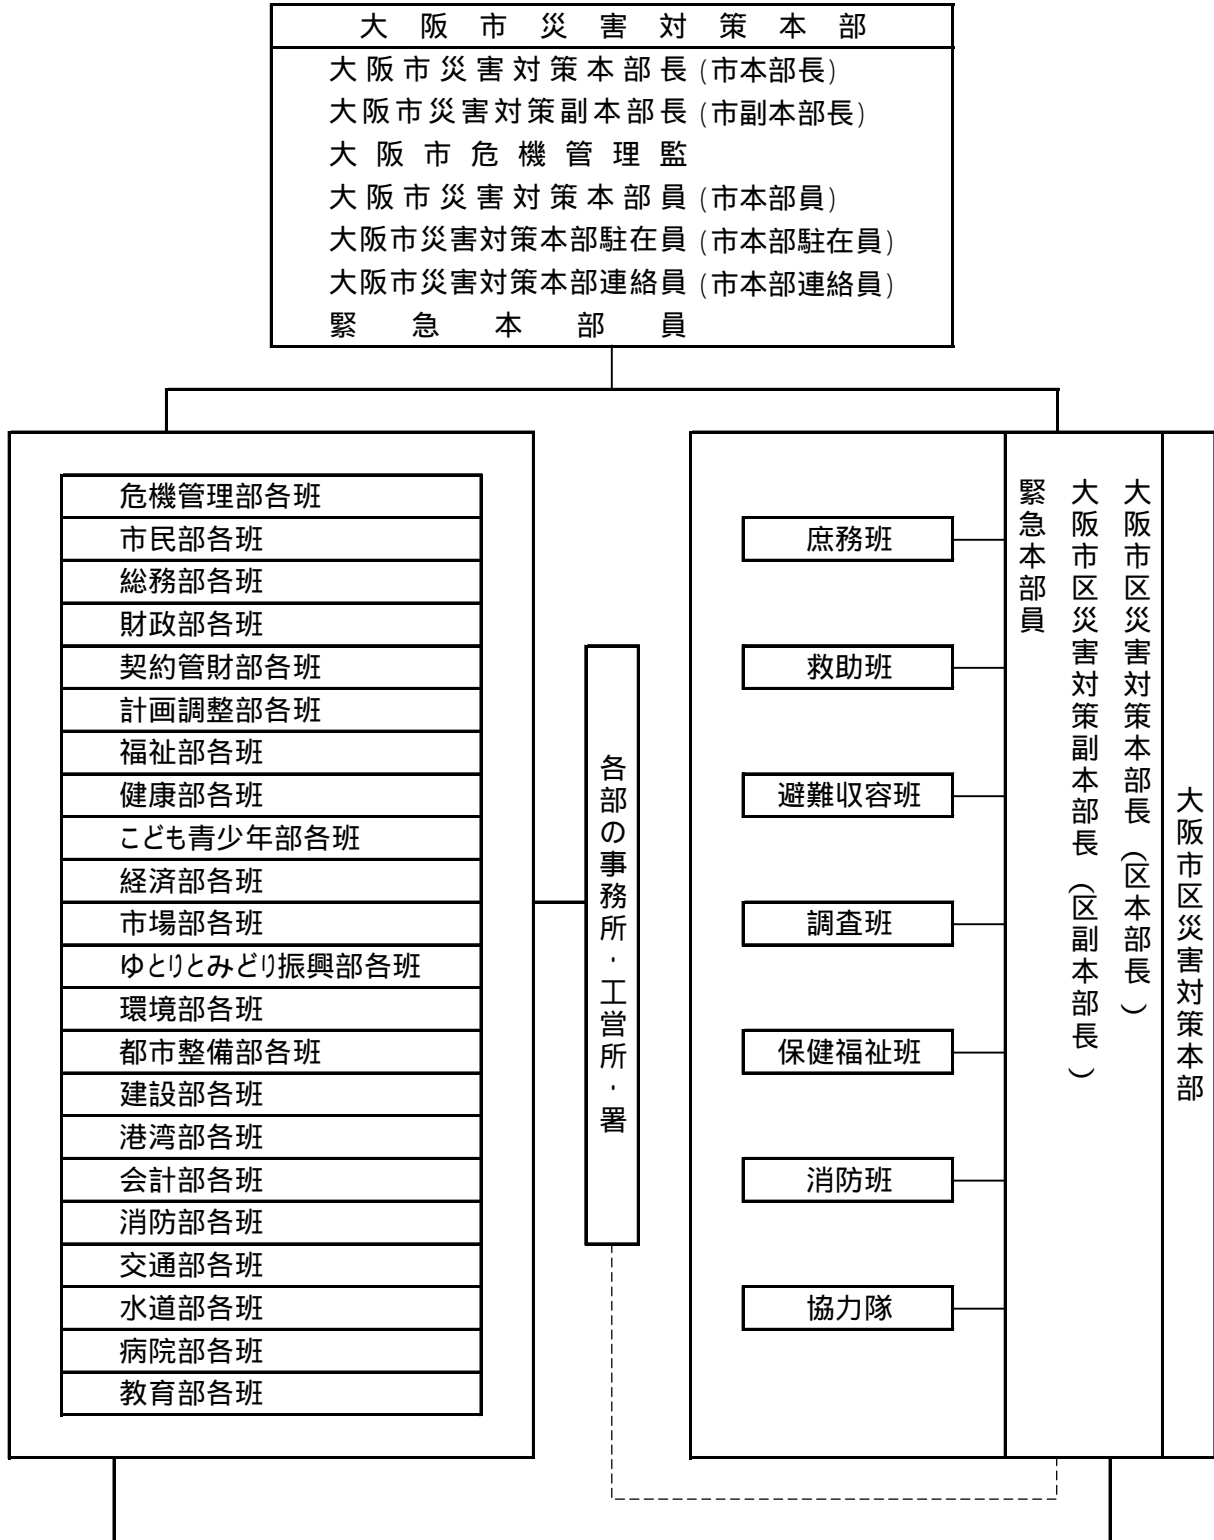 大阪市災害対策本部
大阪市災害対策本部長(市本部長)
大阪市災害対策副本部長(市副本部長)
大阪市危機管理監
大阪市災害対策本部員(市本部員)
大阪市災害対策本部駐在員(市本部駐在員)
大阪市災害対策本部連絡員(市本部連絡員)
緊急本部員
危機管理部各班
市民部各班
総務部各班
財政部各班
契約管財部各班
計画調整部各班
福祉部各班
健康部各班
こども青少年部各班
経済部各班
市場部各班
ゆとりとみどり振興部各班
環境部各班
都市整備部各班
建設部各班
港湾部各班
会計部各班
消防部各班
交通部各班
水道部各班
病院部各班
教育部各班
各部の事務所・工営所・署
大阪市区災害対策本部
大阪市区災害対策本部長(区本部長)
大阪市区災害対策副本部長(区副本部長)
緊急本部員
庶務班
救助班
避難収容班
調査班
保健福祉班
消防班
協力隊